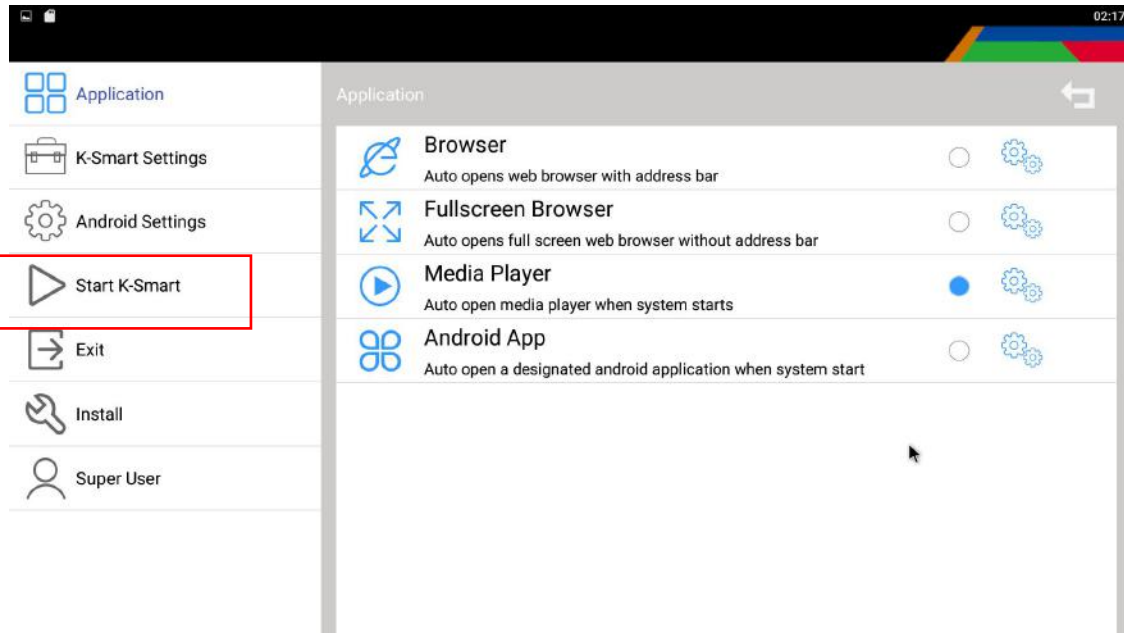 02:17
Application
K-Smart Settings
Android Settings
Start K-Smart
Exit
Install
Super User
Application
Browser
Auto opens web browser with address bar
Fullscreen Browser
Auto opens full screen web browser without address bar
Media Player
Auto open media player when system starts
Android App
Auto open a designated android application when system start